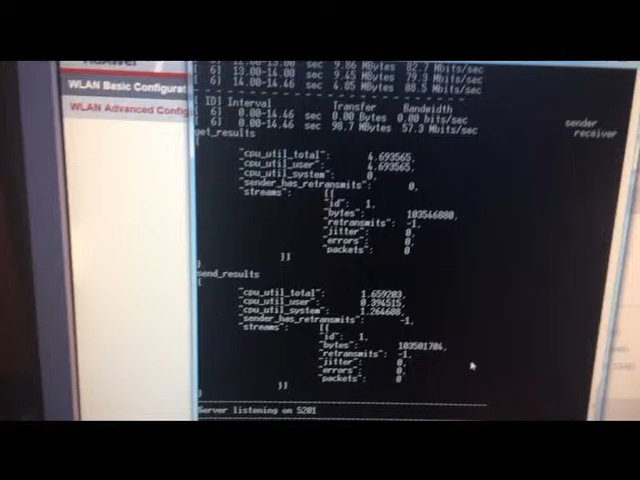 HUAWEI
WLAN Basic Configurat
WLAN Advanced Config
[ 6] 12.00-13.00 sec 9.86 MBytes 82.7 Mbits/sec
[ 6] 13.00-14.00 sec 9.45 MBytes 79.3 Mbits/sec
[ 6] 14.00-14.46 sec 4.85 MBytes 88.5 Mbits/sec
- - - - - - - - - - - - - - - - - - - - - - - - -
[ ID] Interval Transfer Bandwidth
[ 6] 0.00-14.46 sec 0.00 Bytes 0.00 bits/sec sender
[ 6] 0.00-14.46 sec 98.7 MBytes 57.3 Mbits/sec receiver
get_results
{
"cpu_util_total": 4.693565,
"cpu_util_user": 4.693565,
"cpu_util_system": 0,
"sender_has_retransmits": 0,
"streams": [{
"id": 1,
"bytes": 103546880,
"retransmits": -1,
"jitter": 0,
"errors": 0,
"packets": 0
}]
}
send_results
{
"cpu_util_total": 1.659203,
"cpu_util_user": 0.394515,
"cpu_util_system": 1.264688,
"sender_has_retransmits": -1,
"streams": [{
"id": 1,
"bytes": 103501784,
"retransmits": -1,
"jitter": 0,
"errors": 0,
"packets": 0
}]
}
-----------------------------------------------------------
Server listening on 5201